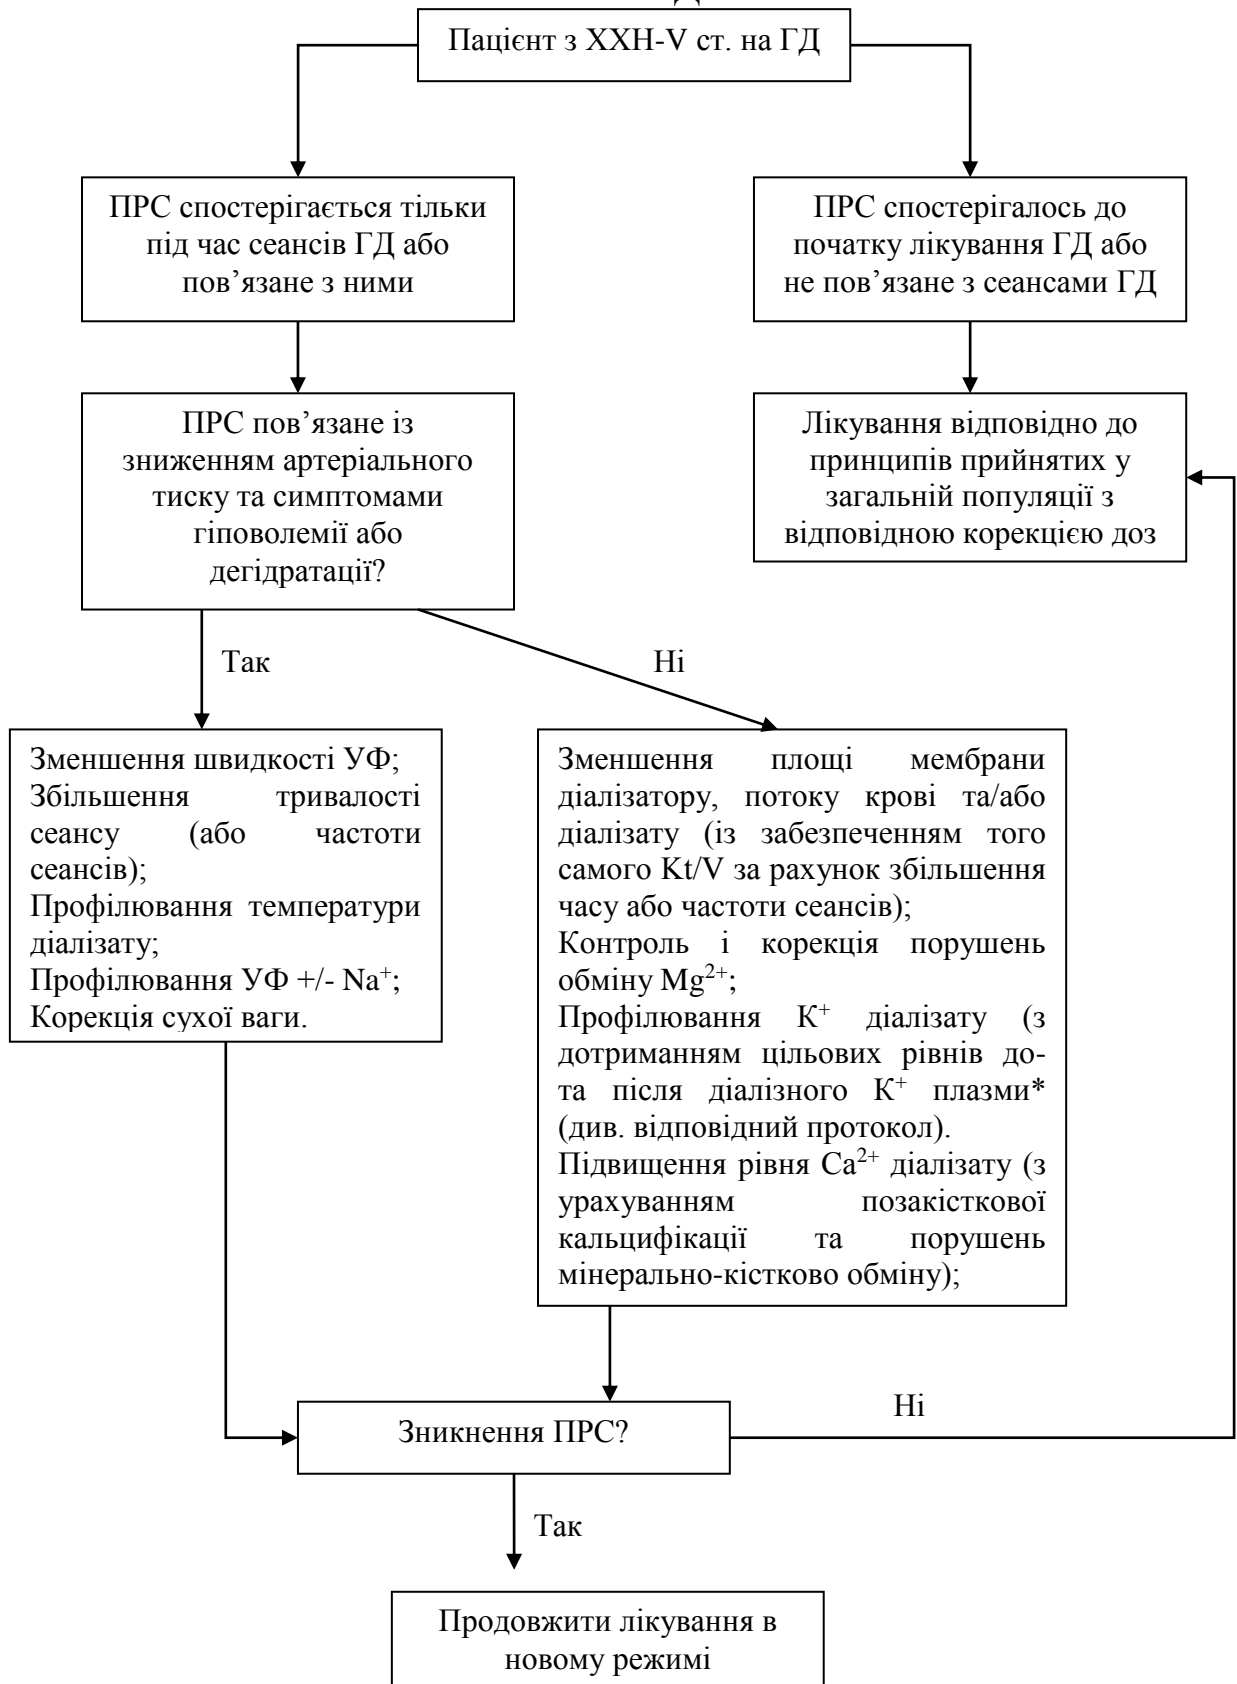 Пацієнт з ХХН-V ст. на ГД
ПРС спостерігається тільки
під час сеансів ГД або
пов’язане з ними
ПРС спостерігалось до
початку лікування ГД або
не пов’язане з сеансами ГД
ПРС пов’язане із
зниженням артеріального
тиску та симптомами
гіповолемії або
дегідратації?
Лікування відповідно до
принципів прийнятих у
загальній популяції з
відповідною корекцією доз
Так
Ні
Зменшення швидкості УФ;
Збільшення тривалості
сеансу (або частоти
сеансів);
Профілювання температури
діалізату;
Профілювання УФ +/- Na⁺;
Корекція сухої ваги.
Зменшення площі мембрани
діалізатору, потоку крові та/або
діалізату (із забезпеченням того
самого Kt/V за рахунок збільшення
часу або частоти сеансів);
Контроль і корекція порушень
обміну Mg²⁺;
Профілювання К⁺ діалізату (з
дотриманням цільових рівнів до-
та після діалізного К⁺ плазми*
(див. відповідний протокол).
Підвищення рівня Ca²⁺ діалізату (з
урахуванням позакісткової
кальцифікації та порушень
мінерально-кістково обміну);
Зникнення ПРС?
Ні
Так
Продовжити лікування в
новому режимі